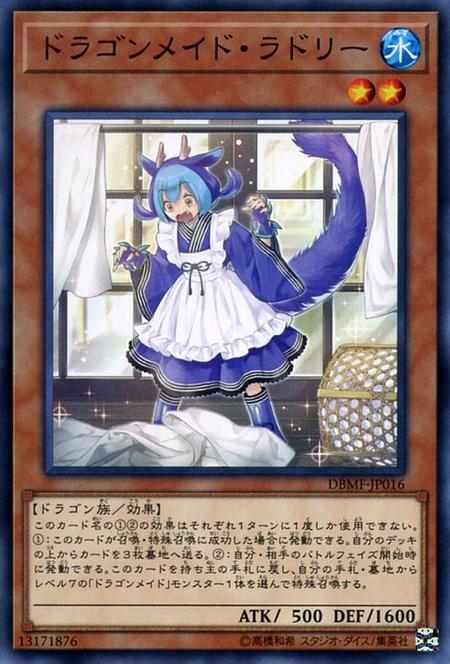 ドラゴンメイド・ラドリー
水
DBMF-JP016
【ドラゴン族／効果】
このカード名の①②の効果はそれぞれ1ターンに1度しか使用できない。
①：このカードが召喚・特殊召喚に成功した場合に発動できる。自分のデッキ
の上からカードを3枚墓地へ送る。②：自分・相手のバトルフェイズ開始時
に発動できる。このカードを持ち主の手札に戻し、自分の手札・墓地から
レベル7の「ドラゴンメイド」モンスター1体を選んで特殊召喚する。
ATK/ 500 DEF/1600
13171876
©高橋和希 スタジオ・ダイス/集英社